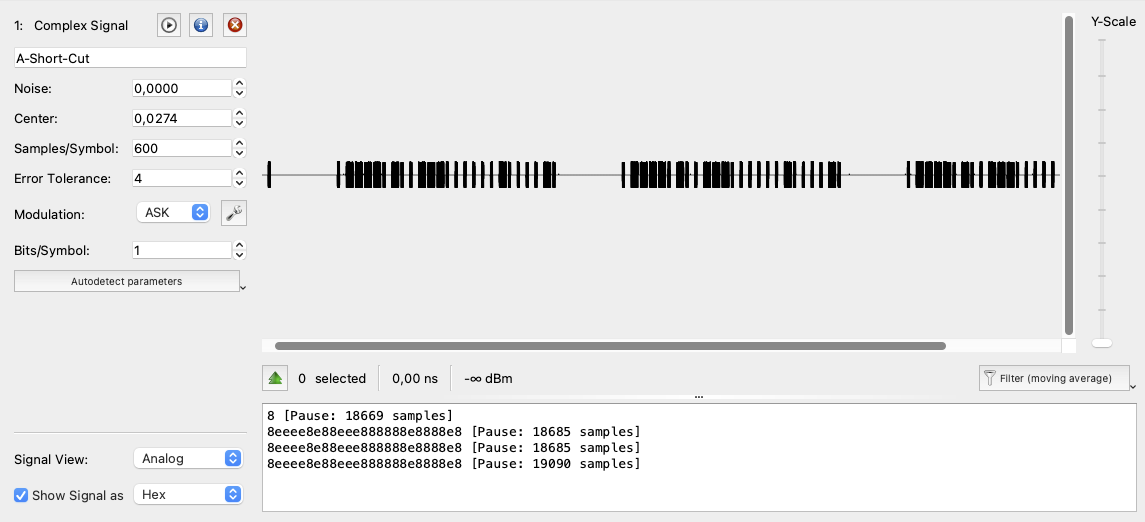 1: Complex Signal
A-Short-Cut
Noise: 0,0000
Center: 0,0274
Samples/Symbol: 600
Error Tolerance: 4
Modulation: ASK
Bits/Symbol: 1
Autodetect parameters
Signal View: Analog
Show Signal as Hex
Y-Scale
0 selected 0,00 ns -∞ dBm
Filter (moving average)
...
8 [Pause: 18669 samples]
8eeee8e88eee888888e8888e8 [Pause: 18685 samples]
8eeee8e88eee888888e8888e8 [Pause: 18685 samples]
8eeee8e88eee888888e8888e8 [Pause: 19090 samples]